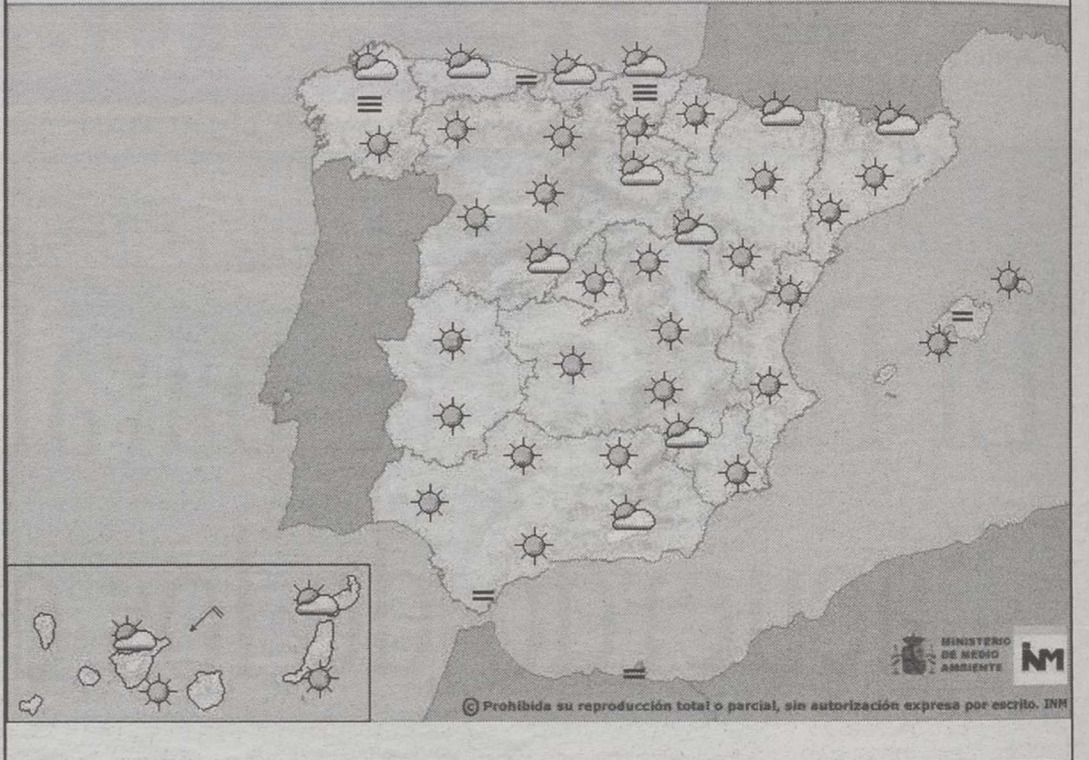 MINISTERIO
DE MEDIO
AMBIENTE
INM
© Prohibida su reproducción total o parcial, sin autorización expresa por escrito. INM